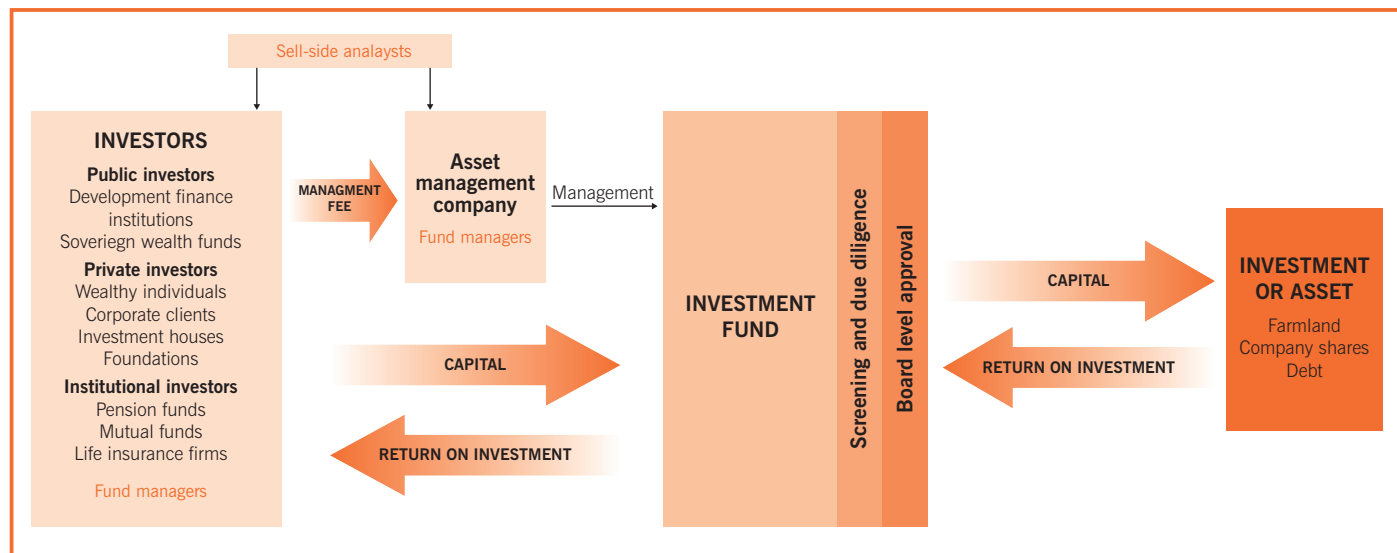 Sell-side analaysts
INVESTORS
Public investors
Development finance
institutions
Soveriegn wealth funds
Private investors
Wealthy individuals
Corporate clients
Investment houses
Foundations
Institutional investors
Pension funds
Mutual funds
Life insurance firms
Fund managers
MANAGMENT
FEE
Asset
management
company
Fund managers
Management
CAPITAL
RETURN ON INVESTMENT
INVESTMENT
FUND
Screening and due diligence
Board level approval
CAPITAL
RETURN ON INVESTMENT
INVESTMENT
OR ASSET
Farmland
Company shares
Debt